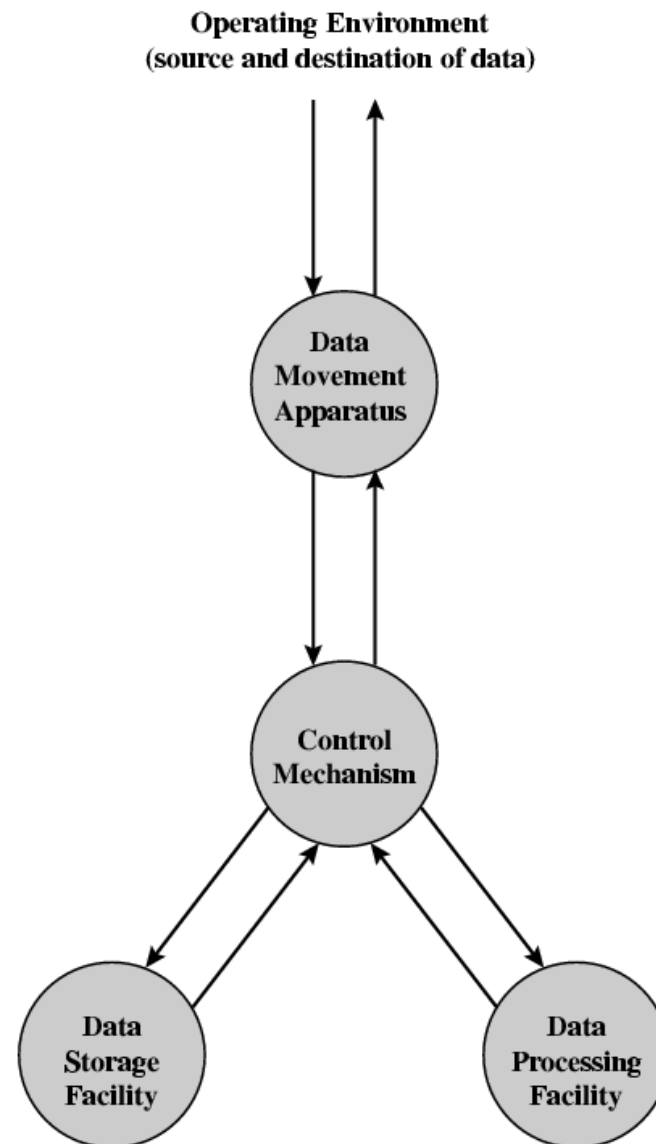 Operating Environment
(source and destination of data)
Data
Movement
Apparatus
Control
Mechanism
Data
Storage
Facility
Data
Processing
Facility